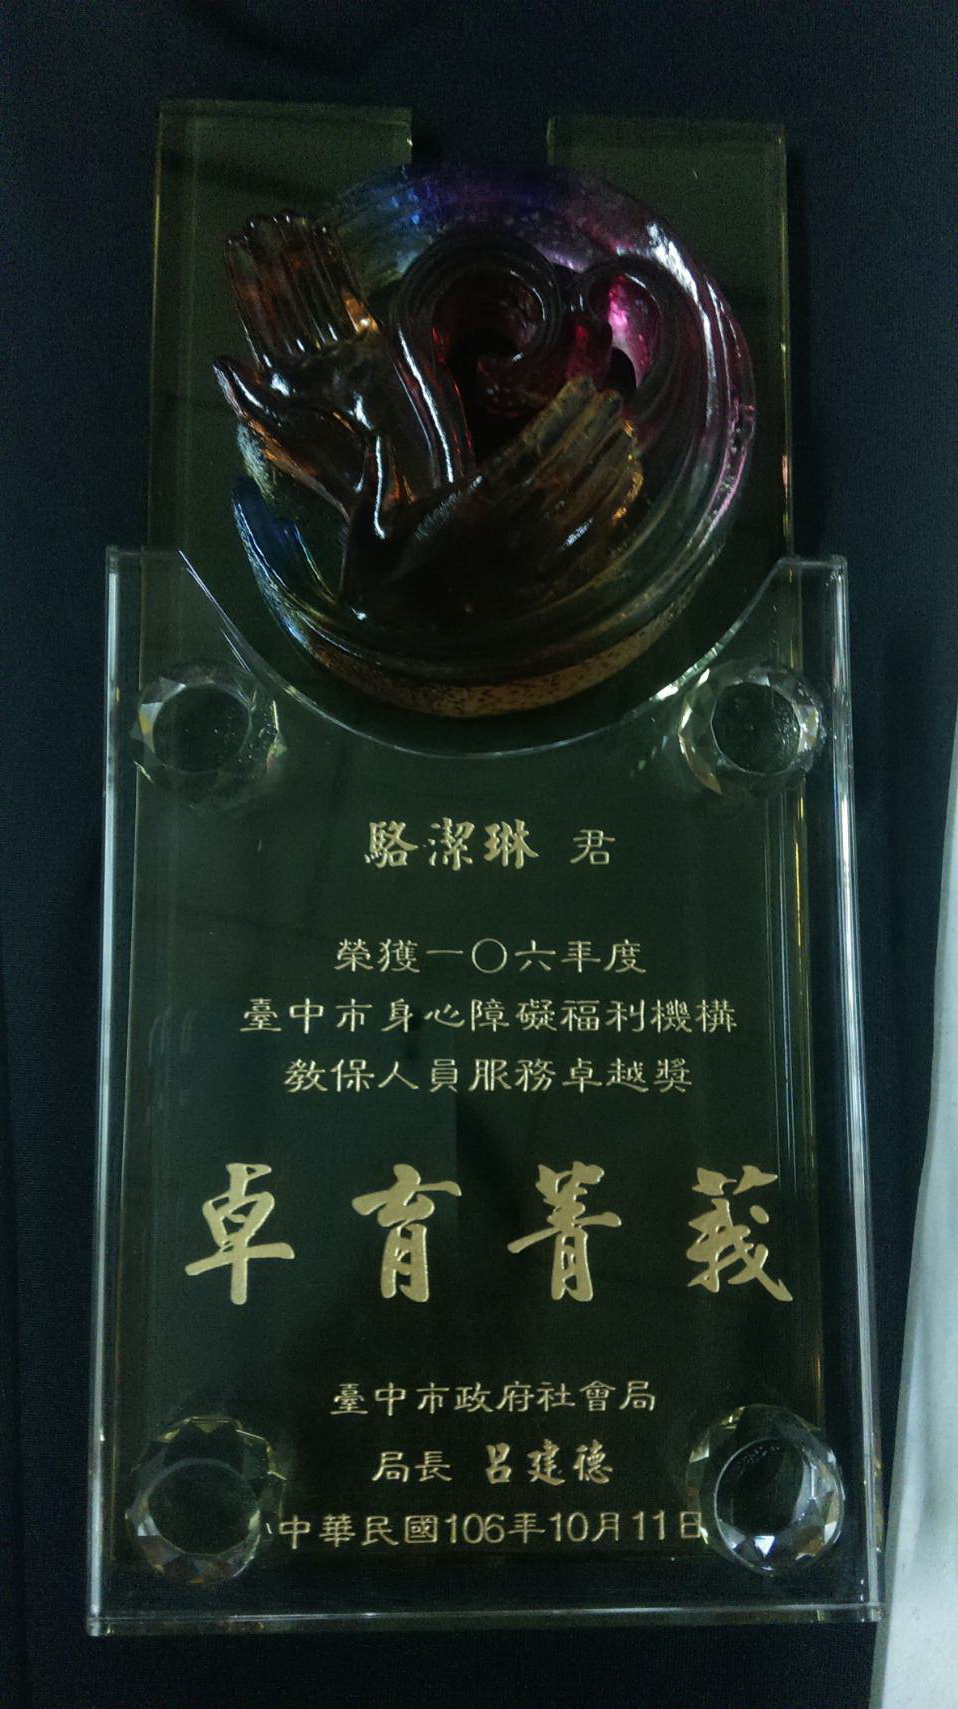 駱潔琳 君
榮獲一〇六年度
臺中市身心障礙福利機構
教保人員服務卓越獎
卓育菁莪
臺中市政府社會局
局長 呂建德
中華民國106年10月11日